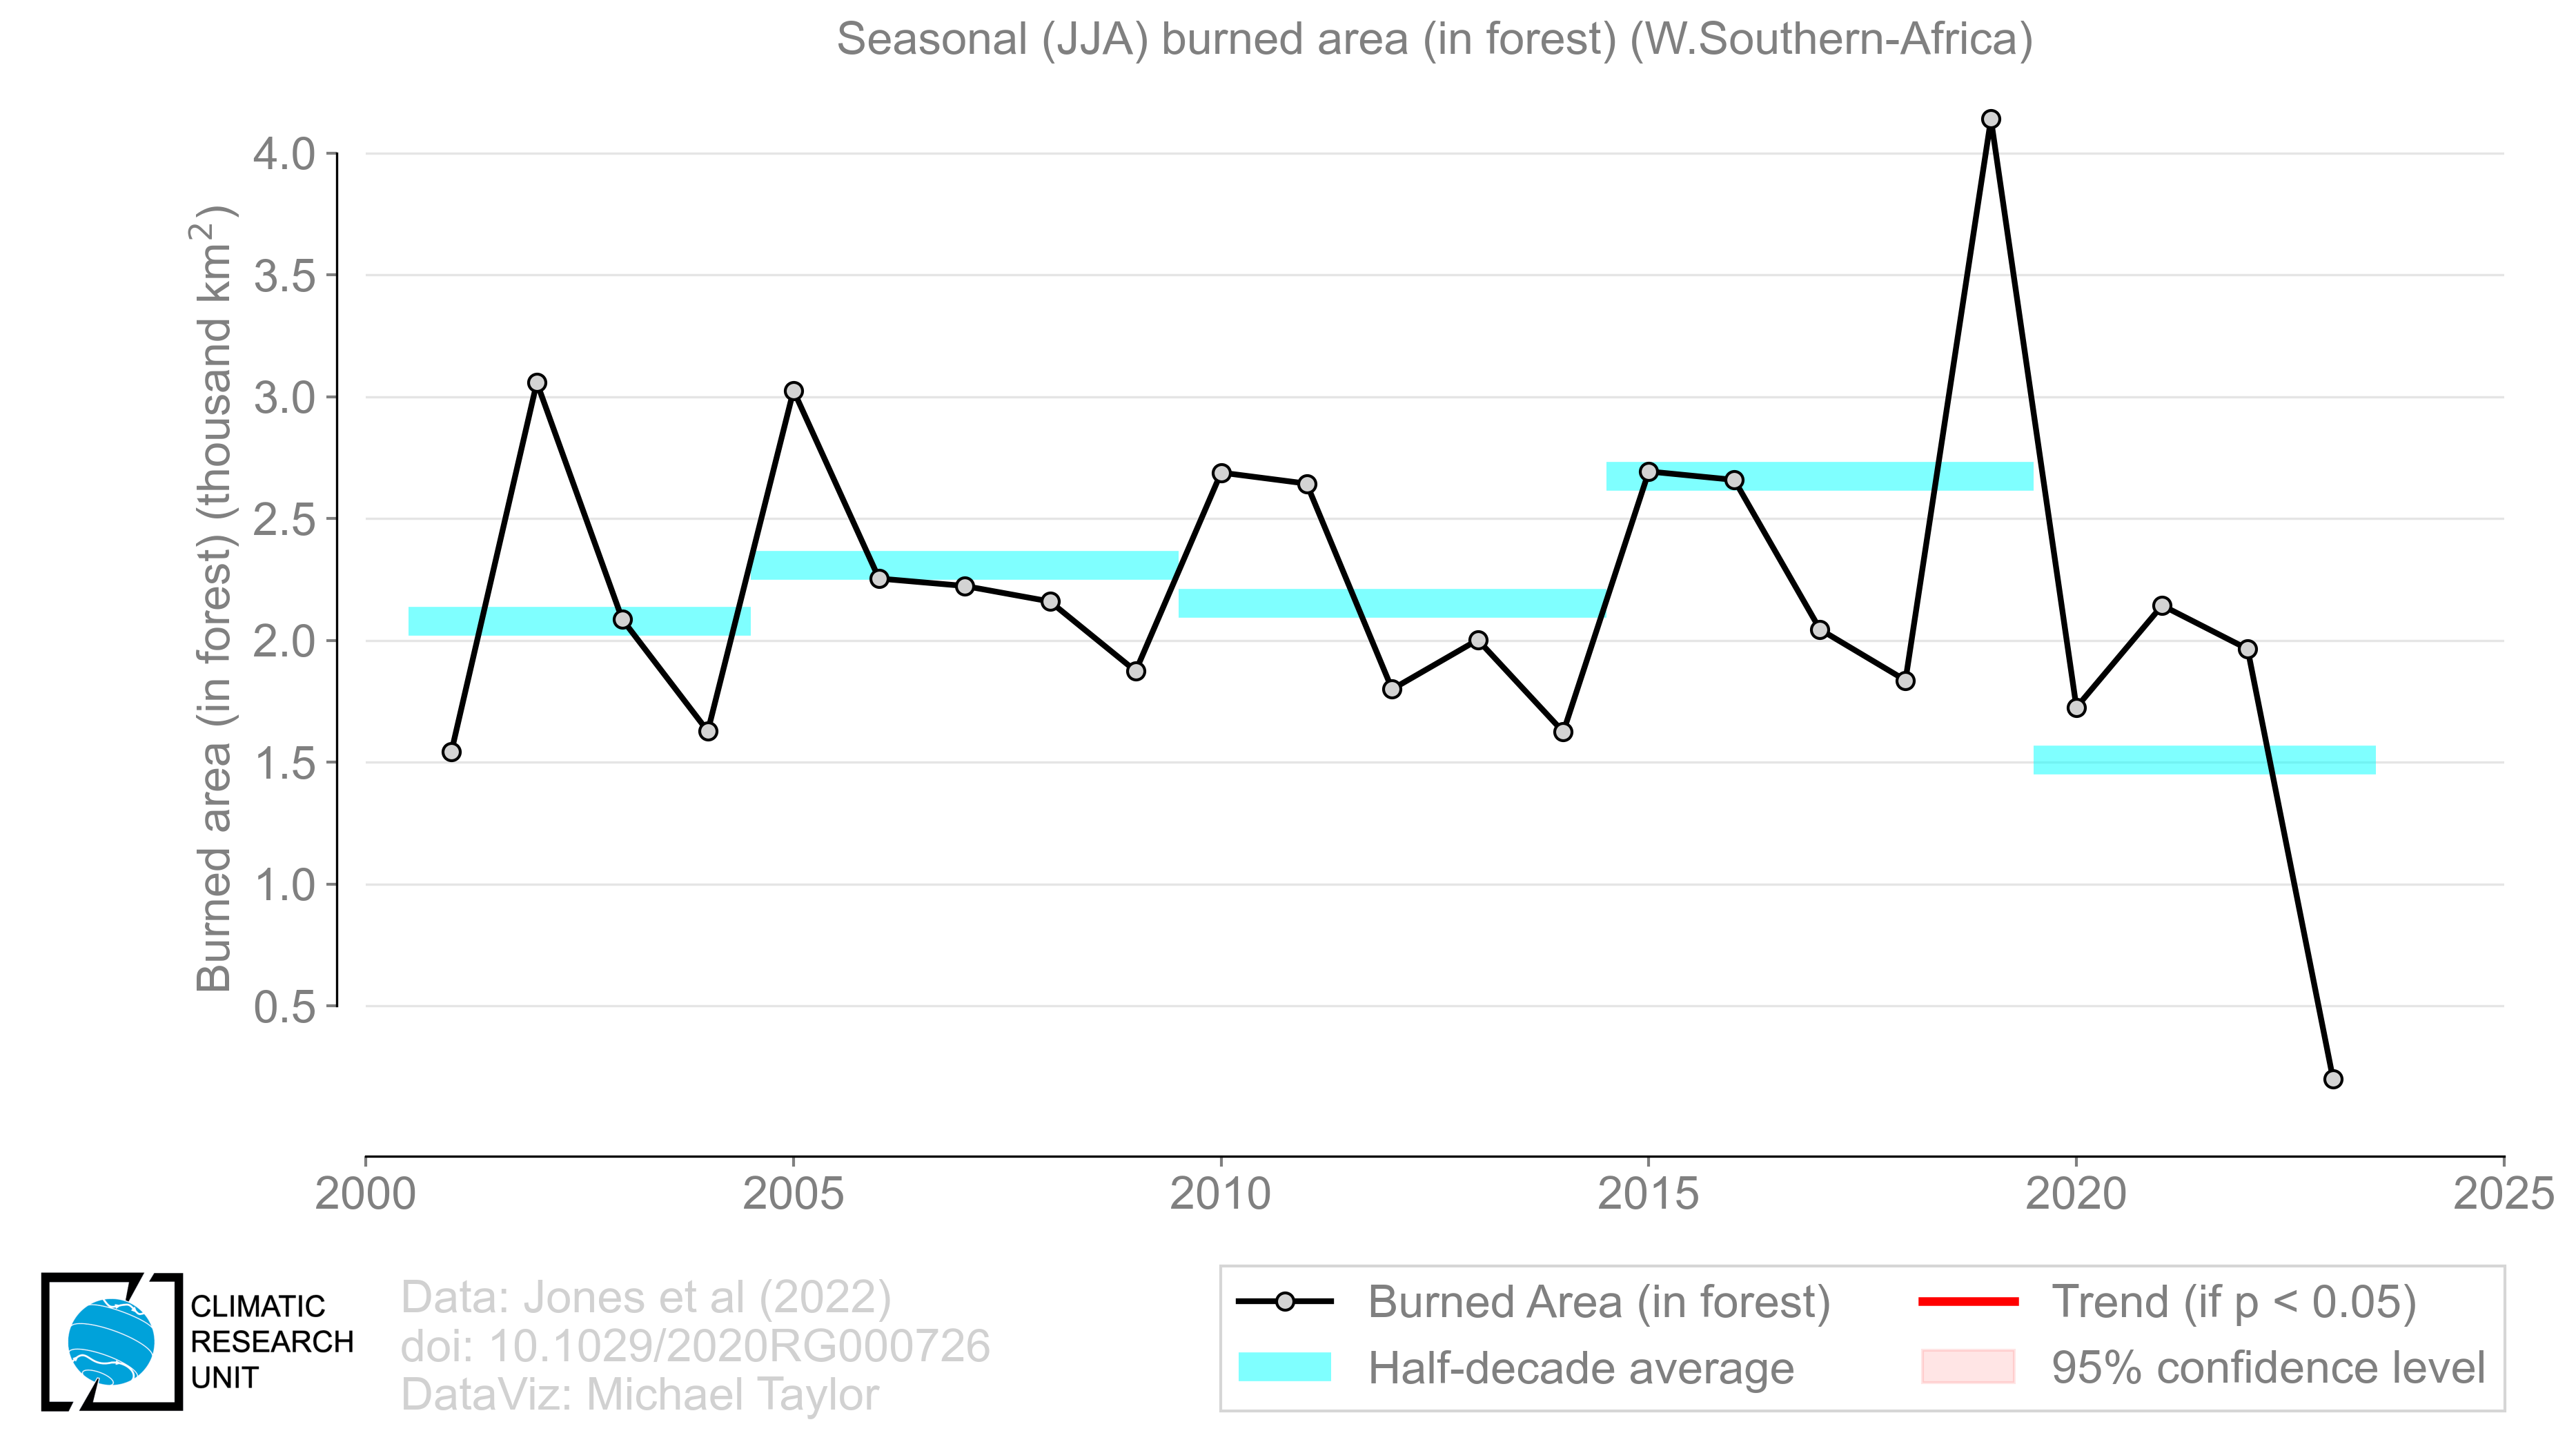 Seasonal (JJA) burned area (in forest) (W.Southern-Africa)
Burned area (in forest) (thousand km²)
4.0
3.5
3.0
2.5
2.0
1.5
1.0
0.5
2000 2005 2010 2015 2020 2025
CLIMATIC
RESEARCH
UNIT
Data: Jones et al (2022)
doi: 10.1029/2020RG000726
DataViz: Michael Taylor
Burned Area (in forest)
Half-decade average
Trend (if p < 0.05)
95% confidence level